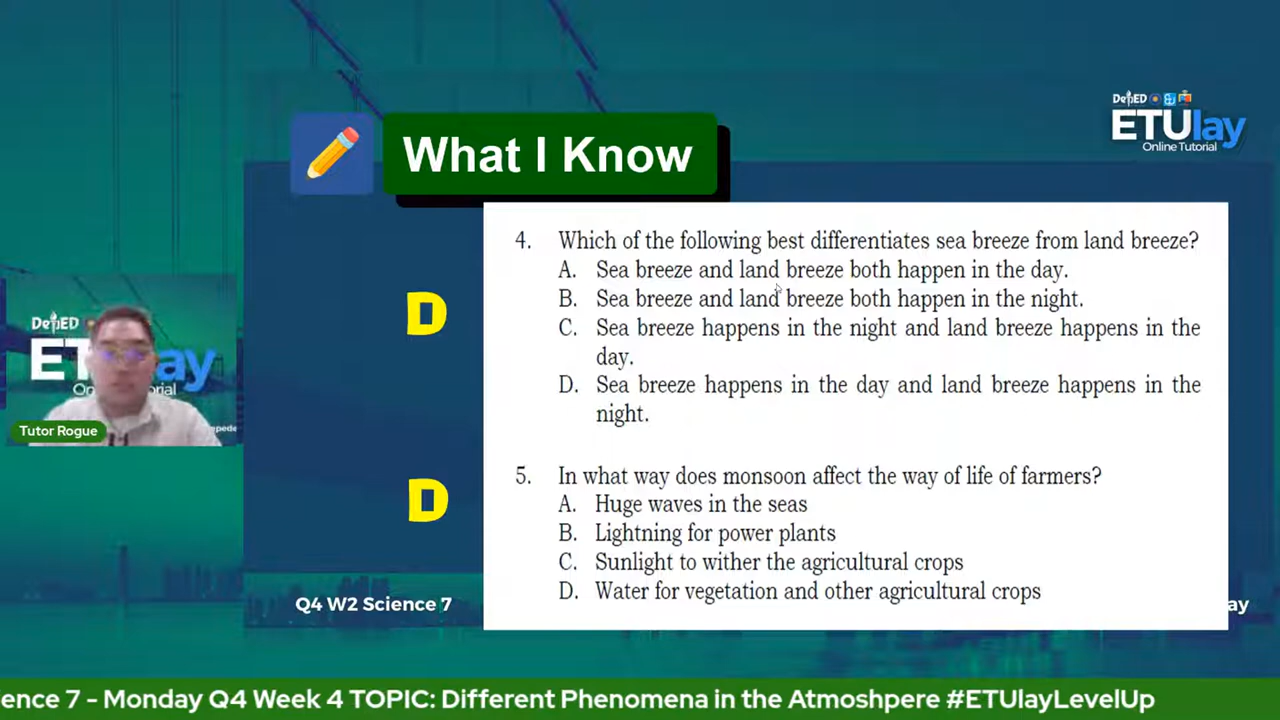 DepED
ETUlay
Online Tutorial
What I Know
4. Which of the following best differentiates sea breeze from land breeze?
A. Sea breeze and land breeze both happen in the day.
B. Sea breeze and land breeze both happen in the night.
C. Sea breeze happens in the night and land breeze happens in the
day.
D. Sea breeze happens in the day and land breeze happens in the
night.
D
5. In what way does monsoon affect the way of life of farmers?
A. Huge waves in the seas
B. Lightning for power plants
C. Sunlight to wither the agricultural crops
D. Water for vegetation and other agricultural crops
D
DepED
ET lay
On orial
epede
Tutor Rogue
Q4 W2 Science 7
ay
ence 7 - Monday Q4 Week 4 TOPIC: Different Phenomena in the Atmoshpere #ETUlayLevelUp